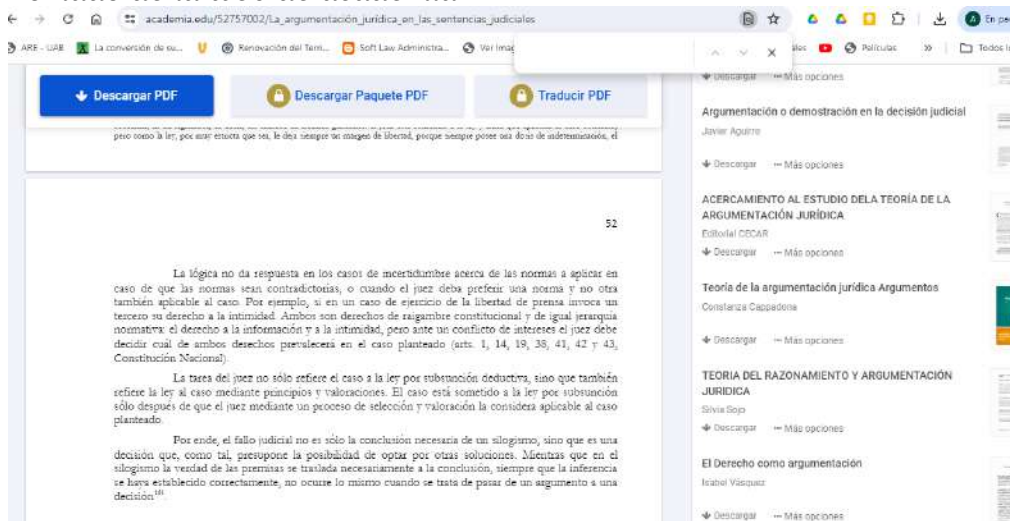 academia.edu/52757002/La_argumentación_jurídica_en_las_sentencias_judiciales
En pe
ARE - UAB
La conversión de su...
Renovación del Tern...
Soft Law Administra...
Ver Imag
Películas
»
Todos l
Descargar PDF
Descargar Paquete PDF
Traducir PDF
pero como la ley, por muy estricta que sea, le deja siempre un margen de libertad, porque siempre posee una dosis de indeterminación, el
52
La lógica no da respuesta en los casos de incertidumbre acerca de las normas a aplicar en
caso de que las normas sean contradictorias, o cuando el juez deba preferir una norma y no otra
también aplicable al caso. Por ejemplo, si en un caso de ejercicio de la libertad de prensa invoca un
tercero su derecho a la intimidad. Ambos son derechos de raigambre constitucional y de igual jerarquía
normativa: el derecho a la información y a la intimidad, pero ante un conflicto de intereses el juez debe
decidir cuál de ambos derechos prevalecerá en el caso planteado (arts. 1, 14, 19, 38, 41, 42 y 43,
Constitución Nacional).
La tarea del juez no sólo refiere el caso a la ley por subsunción deductiva, sino que también
refiere la ley al caso mediante principios y valoraciones. El caso está sometido a la ley por subsunción
sólo después de que el juez mediante un proceso de selección y valoración la considera aplicable al caso
planteado.
Por ende, el fallo judicial no es sólo la conclusión necesaria de un silogismo, sino que es una
decisión que, como tal, presupone la posibilidad de optar por otras soluciones. Mientras que en el
silogismo la verdad de las premisas se traslada necesariamente a la conclusión, siempre que la inferencia
se haya establecido correctamente, no ocurre lo mismo cuando se trata de pasar de un argumento a una
decisión
Descargar
Más opciones
Argumentación o demostración en la decisión judicial
Javier Aguirre
Descargar
Más opciones
ACERCAMIENTO AL ESTUDIO DELA TEORÍA DE LA
ARGUMENTACIÓN JURÍDICA
Editorial CECAR
Descargar
Más opciones
Teoría de la argumentación jurídica Argumentos
Constanza Cappadona
Descargar
Más opciones
TEORIA DEL RAZONAMIENTO Y ARGUMENTACIÓN
JURIDICA
Silvia Sojo
Descargar
Más opciones
El Derecho como argumentación
Isabel Vásquez
Descargar
Más opciones